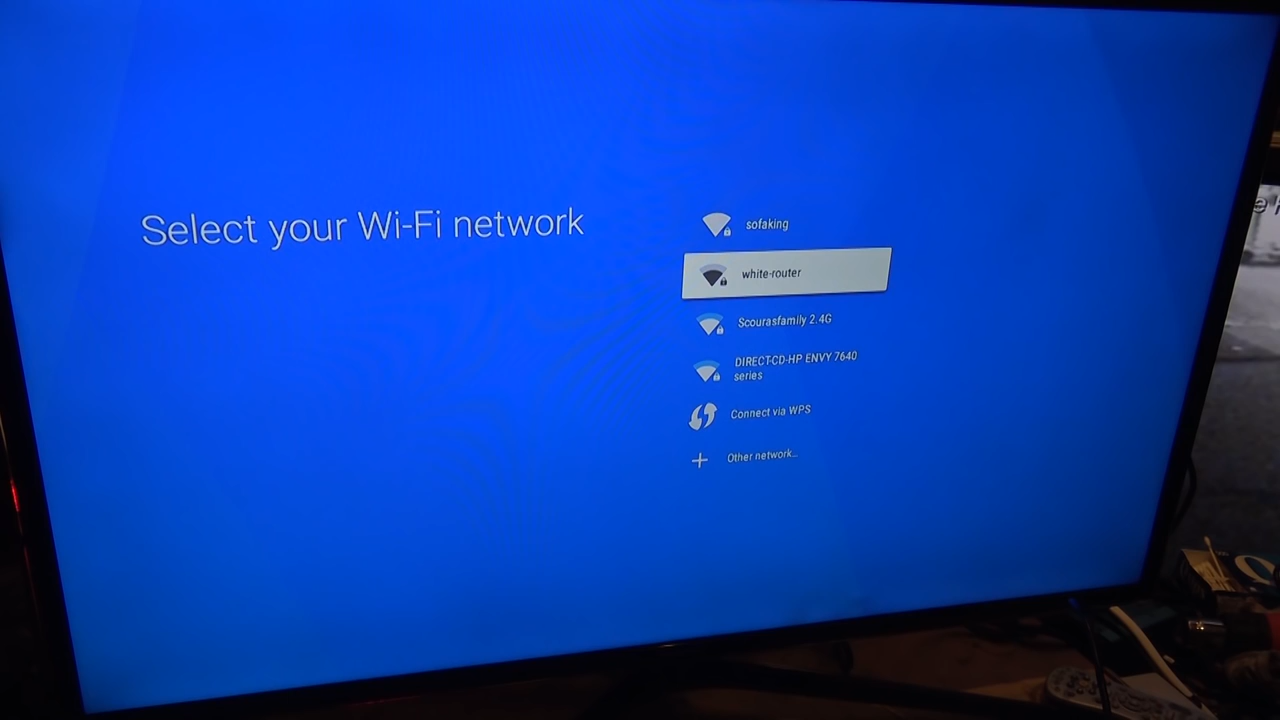 Select your Wi-Fi network
sofaking
white-router
Scourasfamily 2.4G
DIRECT-CD-HP ENVY 7640
series
Connect via WPS
Other network...